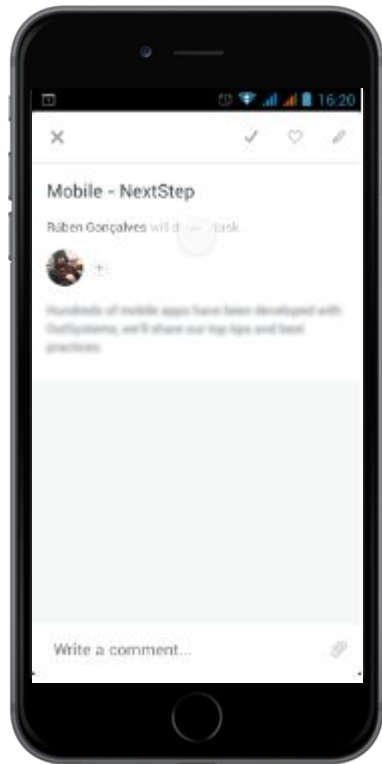 16:20
Mobile - NextStep
Rúben Gonçalves will task
Hundreds of mobile apps have been developed with
OutSystems, we'll share our top tips and best
practices
Write a comment...